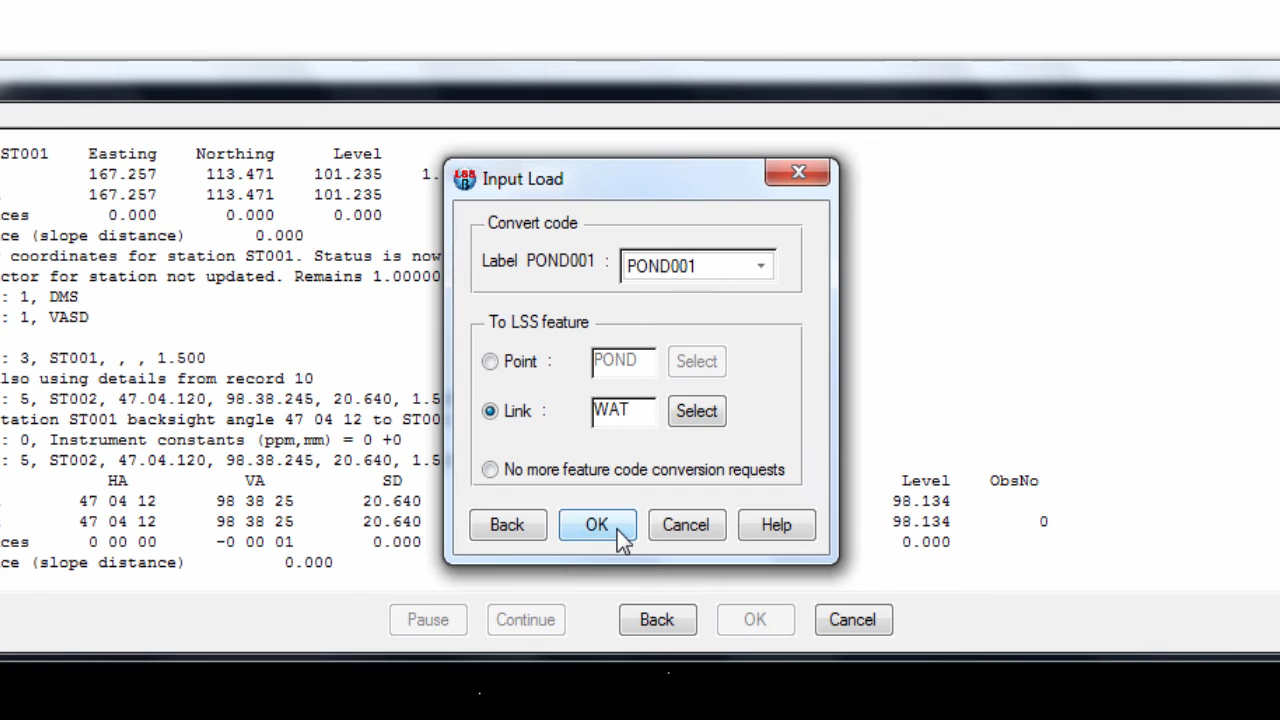 ST001 Easting Northing Level
167.257 113.471 101.235 1.
167.257 113.471 101.235
ces 0.000 0.000 0.000
ce (slope distance) 0.000
coordinates for station ST001. Status is now
ctor for station not updated. Remains 1.00000
: 1, DMS
: 1, VASD
: 3, ST001, , , 1.500
lso using details from record 10
: 5, ST002, 47.04.120, 98.38.245, 20.640, 1.5
tation ST001 backsight angle 47 04 12 to ST00
: 0, Instrument constants (ppm,mm) = 0 +0
: 5, ST002, 47.04.120, 98.38.245, 20.640, 1.5
HA VA SD Level ObsNo
47 04 12 98 38 25 20.640 98.134
47 04 12 98 38 25 20.640 98.134 0
ces 0 00 00 -0 00 01 0.000 0.000
ce (slope distance) 0.000
LSS
Input Load
Convert code
Label POND001 : POND001
To LSS feature
Point : POND Select
Link : WAT Select
No more feature code conversion requests
Back OK Cancel Help
Pause Continue Back OK Cancel